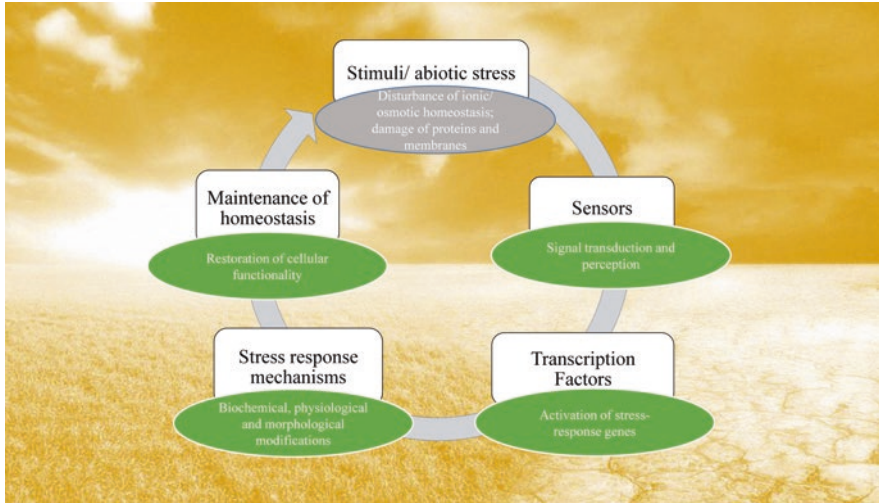 Stimuli/ abiotic stress
Disturbance of ionic/
osmotic homeostasis;
damage of proteins and
membranes
Sensors
Signal transduction and
perception
Transcription
Factors
Activation of stress-
response genes
Stress response
mechanisms
Biochemical, physiological
and morphological
modifications
Maintenance of
homeostasis
Restoration of cellular
functionality